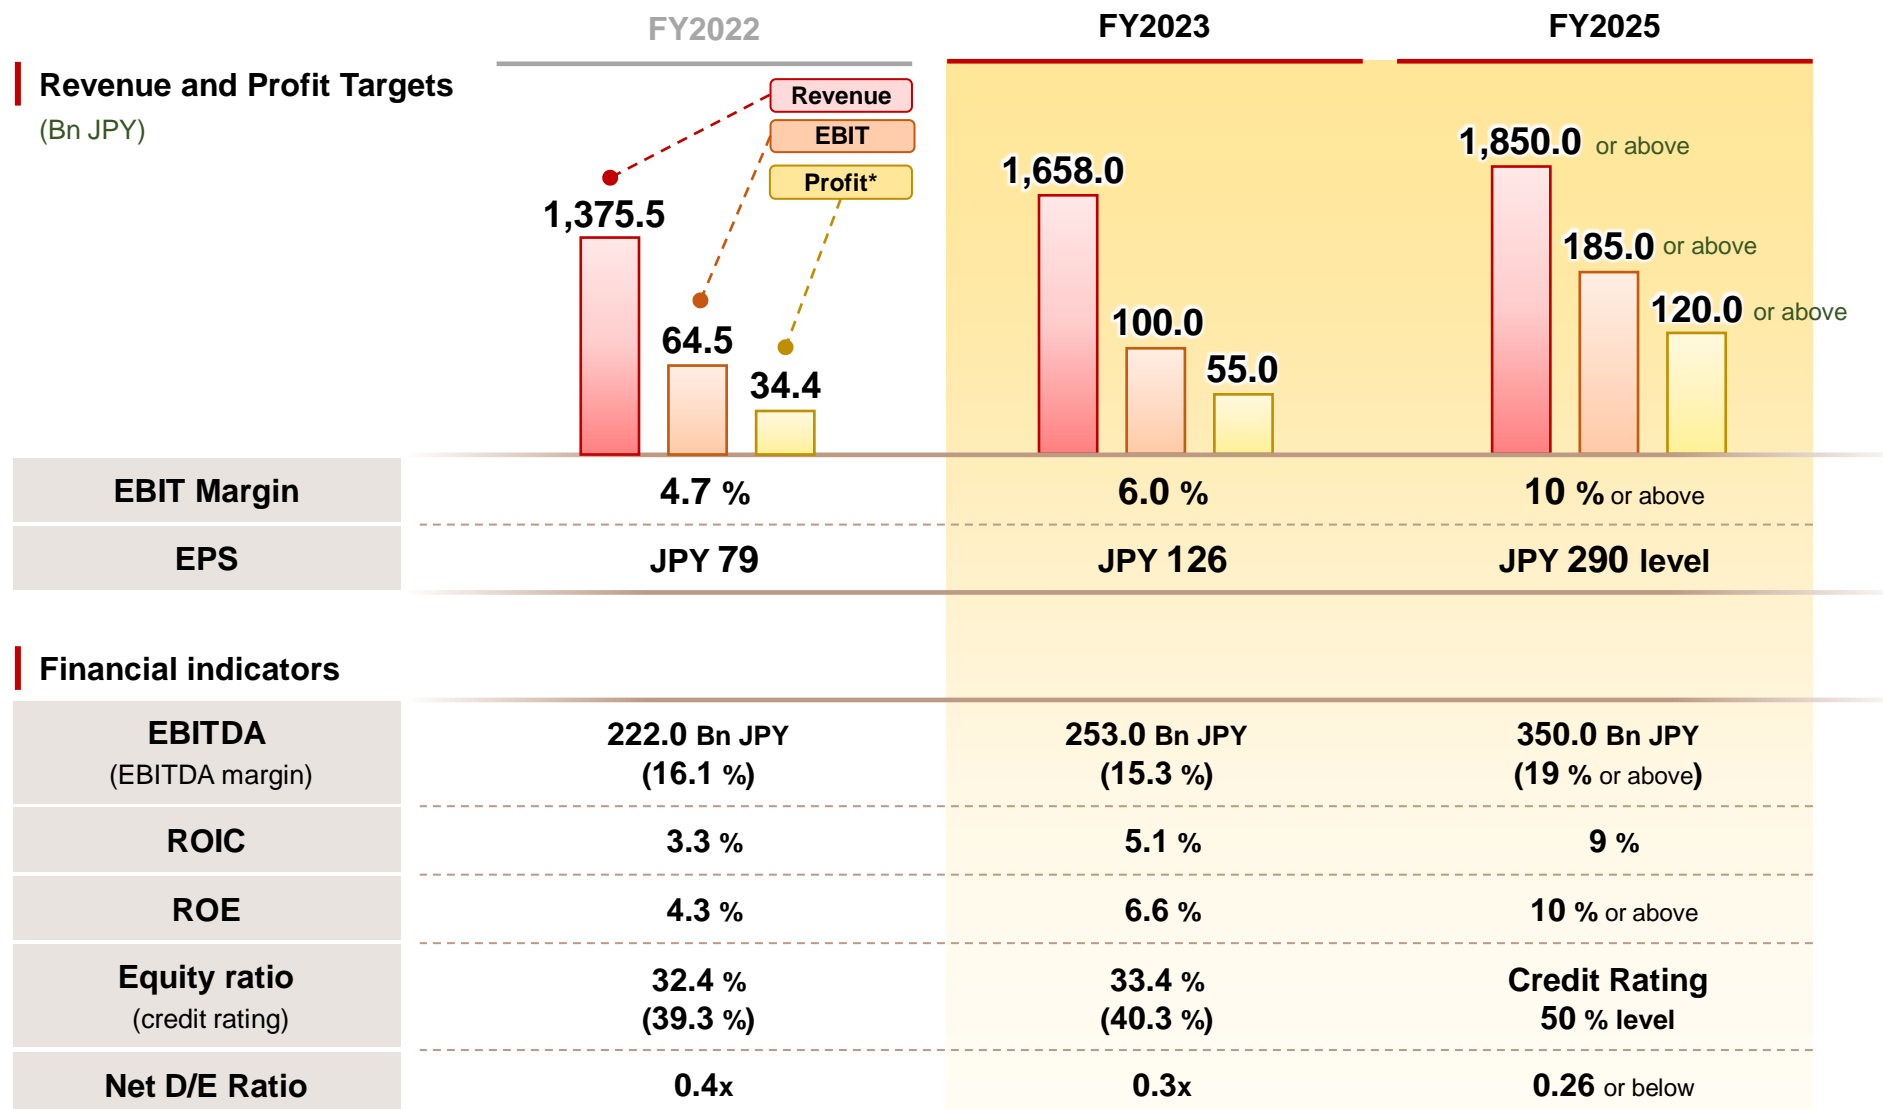 FY2022
FY2023
FY2025
Revenue and Profit Targets
(Bn JPY)
Revenue
EBIT
Profit*
1,375.5
64.5
34.4
1,658.0
100.0
55.0
1,850.0 or above
185.0 or above
120.0 or above
EBIT Margin
4.7 %
6.0 %
10 % or above
EPS
JPY 79
JPY 126
JPY 290 level
Financial indicators
EBITDA
(EBITDA margin)
222.0 Bn JPY
(16.1 %)
253.0 Bn JPY
(15.3 %)
350.0 Bn JPY
(19 % or above)
ROIC
3.3 %
5.1 %
9 %
ROE
4.3 %
6.6 %
10 % or above
Equity ratio
(credit rating)
32.4 %
(39.3 %)
33.4 %
(40.3 %)
Credit Rating
50 % level
Net D/E Ratio
0.4x
0.3x
0.26 or below